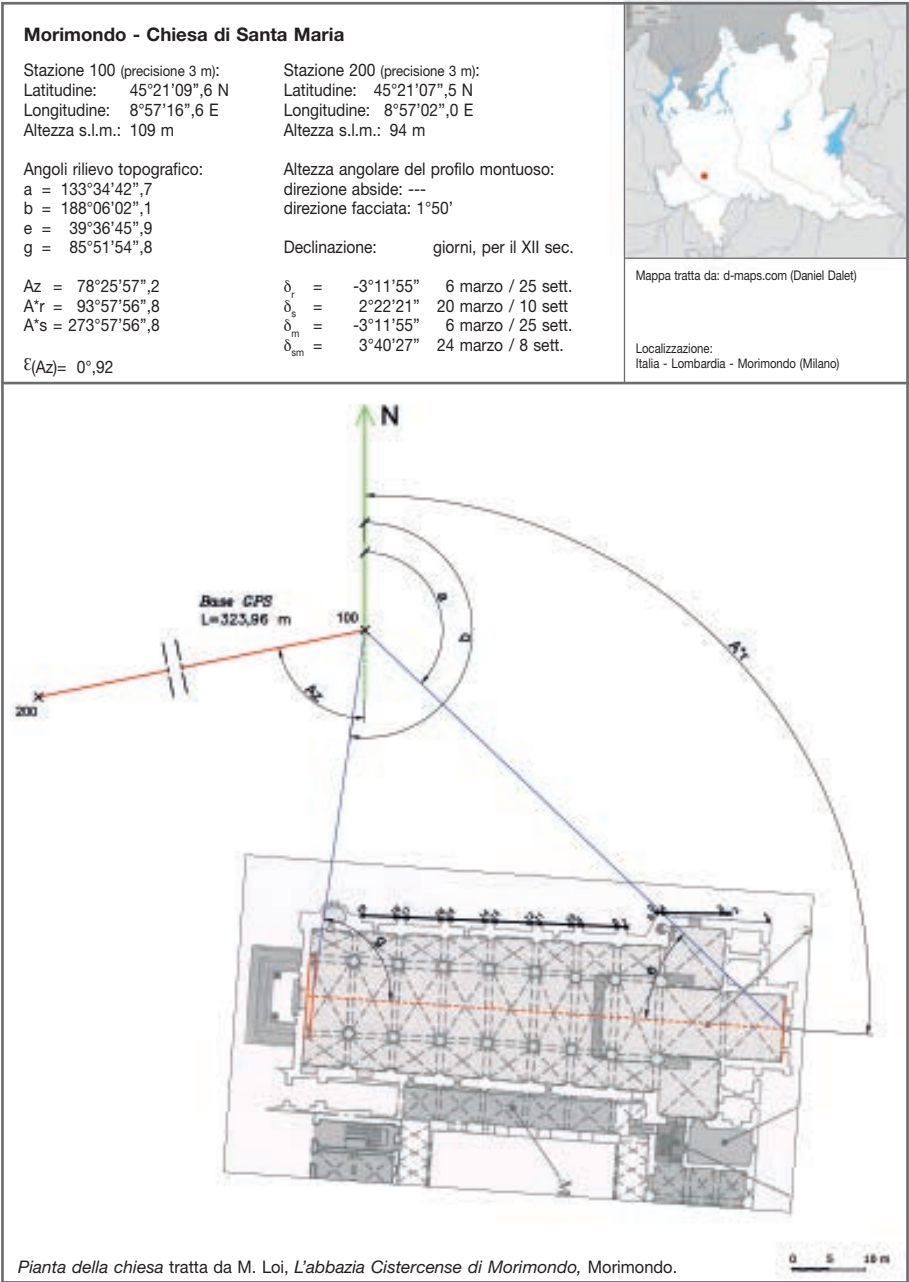 Morimondo - Chiesa di Santa Maria
Stazione 100 (precisione 3 m):
Latitudine: 45°21'09",6 N
Longitudine: 8°57'16",6 E
Altezza s.l.m.: 109 m
Stazione 200 (precisione 3 m):
Latitudine: 45°21'07",5 N
Longitudine: 8°57'02",0 E
Altezza s.l.m.: 94 m
Angoli rilievo topografico:
a = 133°34'42",7
b = 188°06'02",1
e = 39°36'45",9
g = 85°51'54",8
Az = 78°25'57",2
A*r = 93°57'56",8
A*s = 273°57'56",8
ε(Az)= 0°,92
Altezza angolare del profilo montuoso:
direzione abside: ---
direzione facciata: 1°50'
Declinazione: giorni, per il XII sec.
δr = -3°11'55" 6 marzo / 25 sett.
δs = 2°22'21" 20 marzo / 10 sett
δm = -3°11'55" 6 marzo / 25 sett.
δsm = 3°40'27" 24 marzo / 8 sett.
Mappa tratta da: d-maps.com (Daniel Dalet)
Localizzazione:
Italia - Lombardia - Morimondo (Milano)
N
Base GPS
L=323,96 m
100
200
Az
a
b
A*r
g
e
0 5 10 m
Pianta della chiesa tratta da M. Loi, L'abbazia Cistercense di Morimondo, Morimondo.